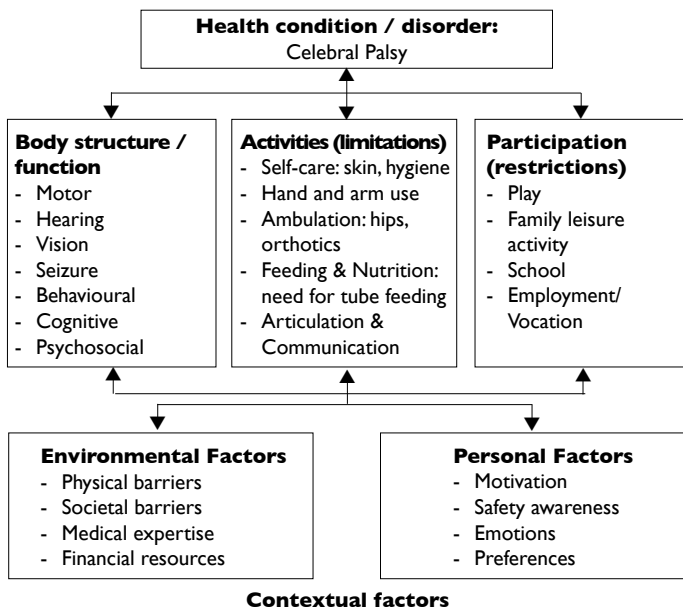 Health condition / disorder:
Celebral Palsy
Body structure /
function
- Motor
- Hearing
- Vision
- Seizure
- Behavioural
- Cognitive
- Psychosocial
Activities (limitations)
- Self-care: skin, hygiene
- Hand and arm use
- Ambulation: hips,
orthotics
- Feeding & Nutrition:
need for tube feeding
- Articulation &
Communication
Participation
(restrictions)
- Play
- Family leisure
activity
- School
- Employment/
Vocation
Environmental Factors
- Physical barriers
- Societal barriers
- Medical expertise
- Financial resources
Personal Factors
- Motivation
- Safety awareness
- Emotions
- Preferences
Contextual factors